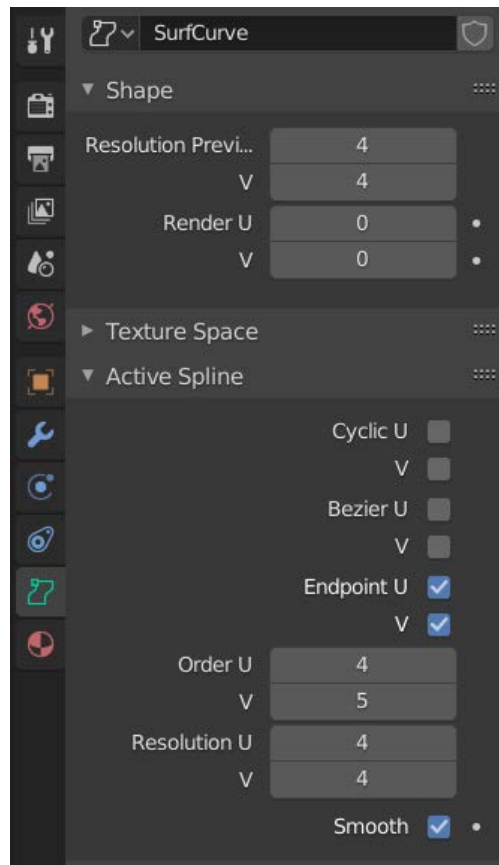 SurfCurve
Shape
Resolution Previ... 4
V 4
Render U 0
V 0
Texture Space
Active Spline
Cyclic U
V
Bezier U
V
Endpoint U
V
Order U 4
V 5
Resolution U 4
V 4
Smooth